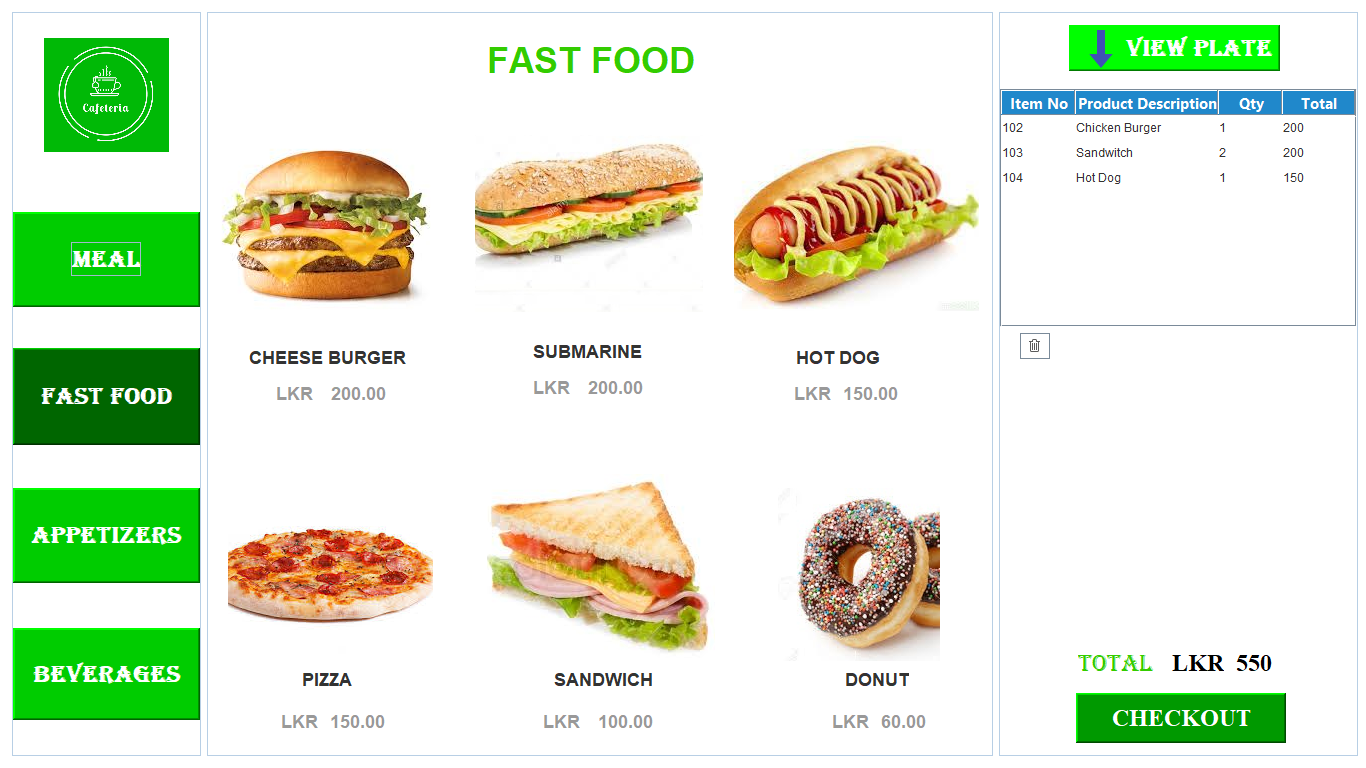 Cafeteria
MEAL
FAST FOOD
APPETIZERS
BEVERAGES
FAST FOOD
CHEESE BURGER
LKR 200.00
SUBMARINE
LKR 200.00
HOT DOG
LKR 150.00
PIZZA
LKR 150.00
SANDWICH
LKR 100.00
DONUT
LKR 60.00
VIEW PLATE
Item No Product Description Qty Total
102 Chicken Burger 1 200
103 Sandwitch 2 200
104 Hot Dog 1 150
TOTAL LKR 550
CHECKOUT